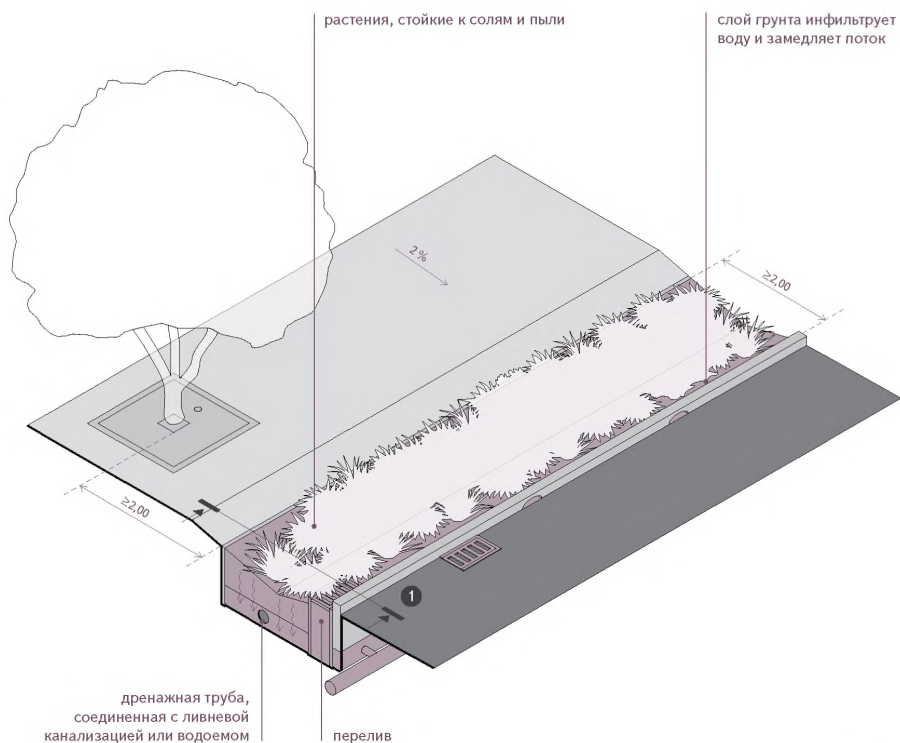 растения, стойкие к солям и пыли
слой грунта инфильтрует
воду и замедляет поток
2%
≥2,00
≥2,00
1
дренажная труба,
соединенная с ливневой
канализацией или водоемом
перелив